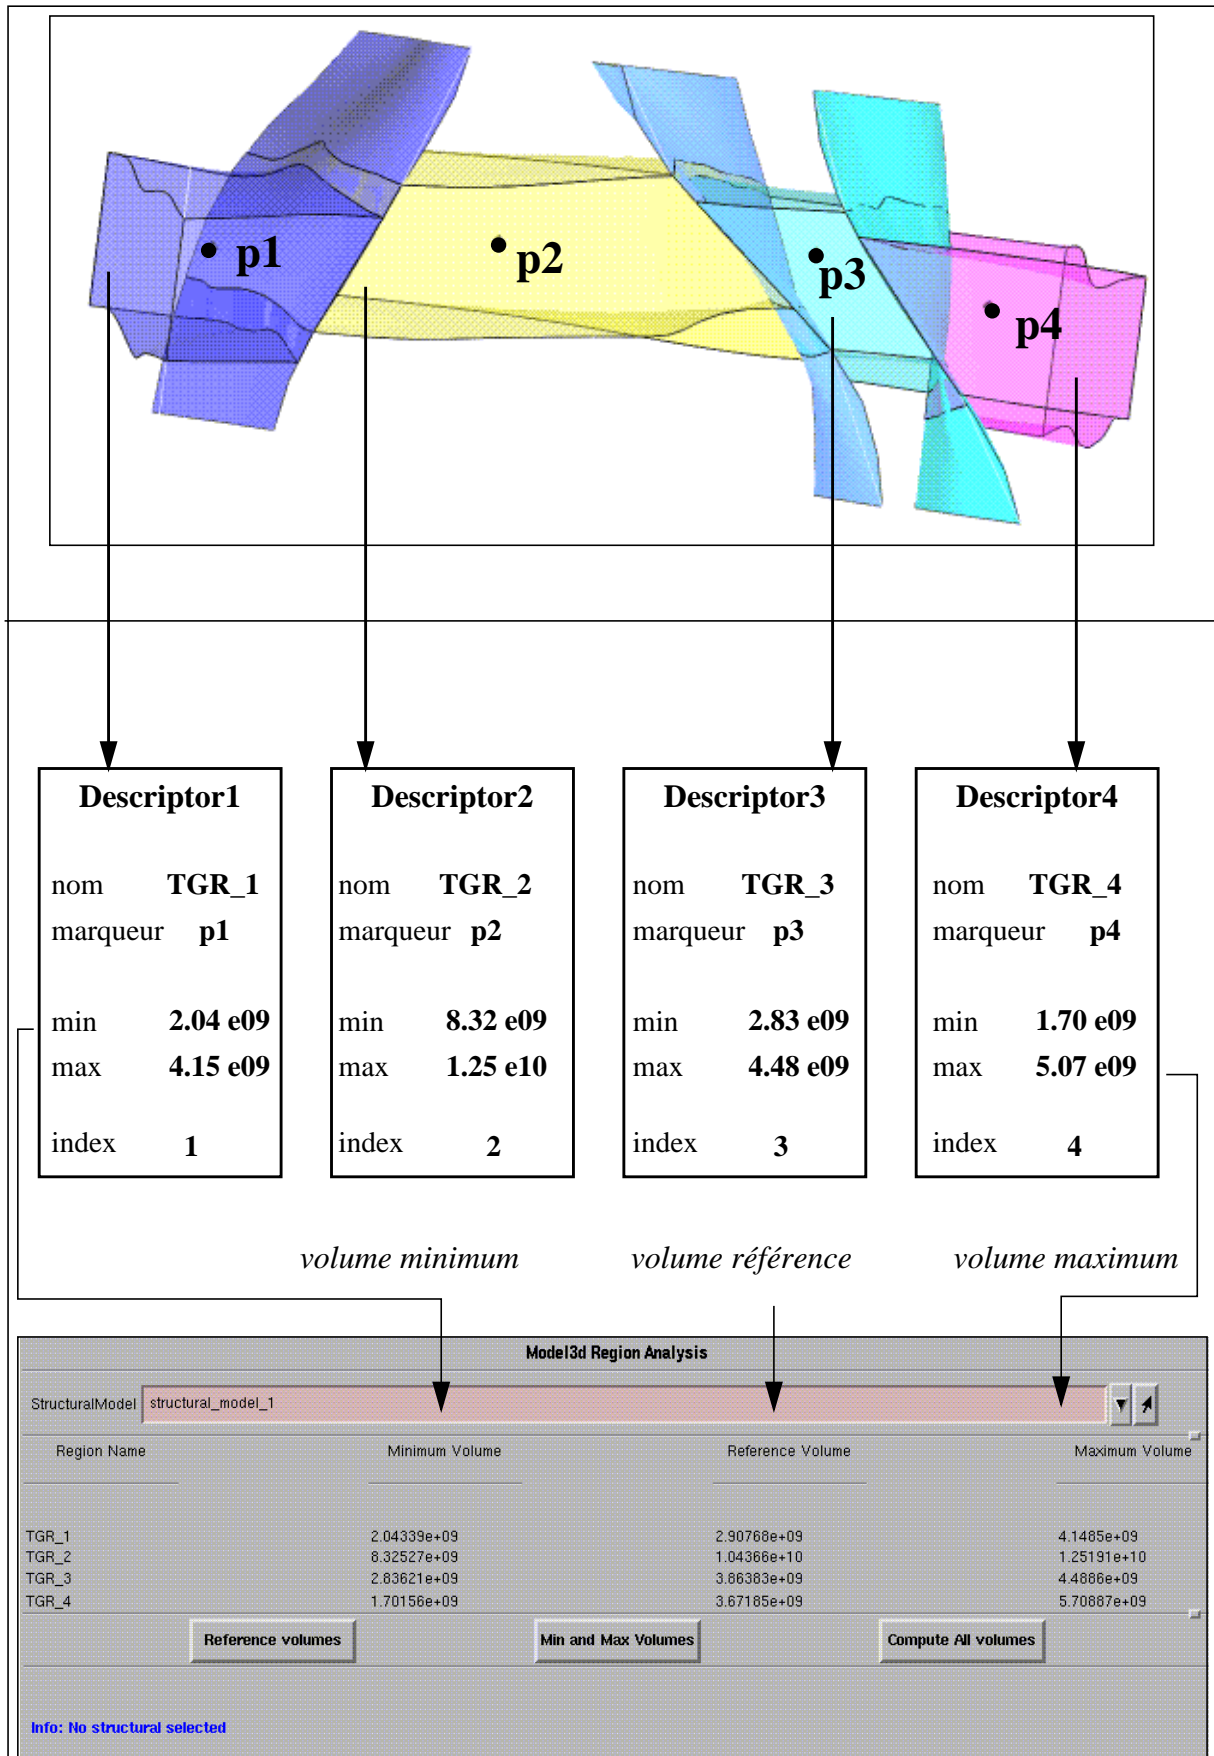 p1
p2
p3
p4
Descriptor1 Descriptor2 Descriptor3 Descriptor4
nom TGR_1 nom TGR_2 nom TGR_3 nom TGR_4
marqueur p1 marqueur p2 marqueur p3 marqueur p4
min 2.04 e09 min 8.32 e09 min 2.83 e09 min 1.70 e09
max 4.15 e09 max 1.25 e10 max 4.48 e09 max 5.07 e09
index 1 index 2 index 3 index 4
volume minimum volume référence volume maximum
Model3d Region Analysis
StructuralModel structural_model_1
Region Name Minimum Volume Reference Volume Maximum Volume
TGR_1 2.04339e+09 2.90768e+09 4.1485e+09
TGR_2 8.32527e+09 1.04366e+10 1.25191e+10
TGR_3 2.83621e+09 3.86383e+09 4.4886e+09
TGR_4 1.70156e+09 3.67185e+09 5.70887e+09
Reference volumes Min and Max Volumes Compute All volumes
Info: No structural selected